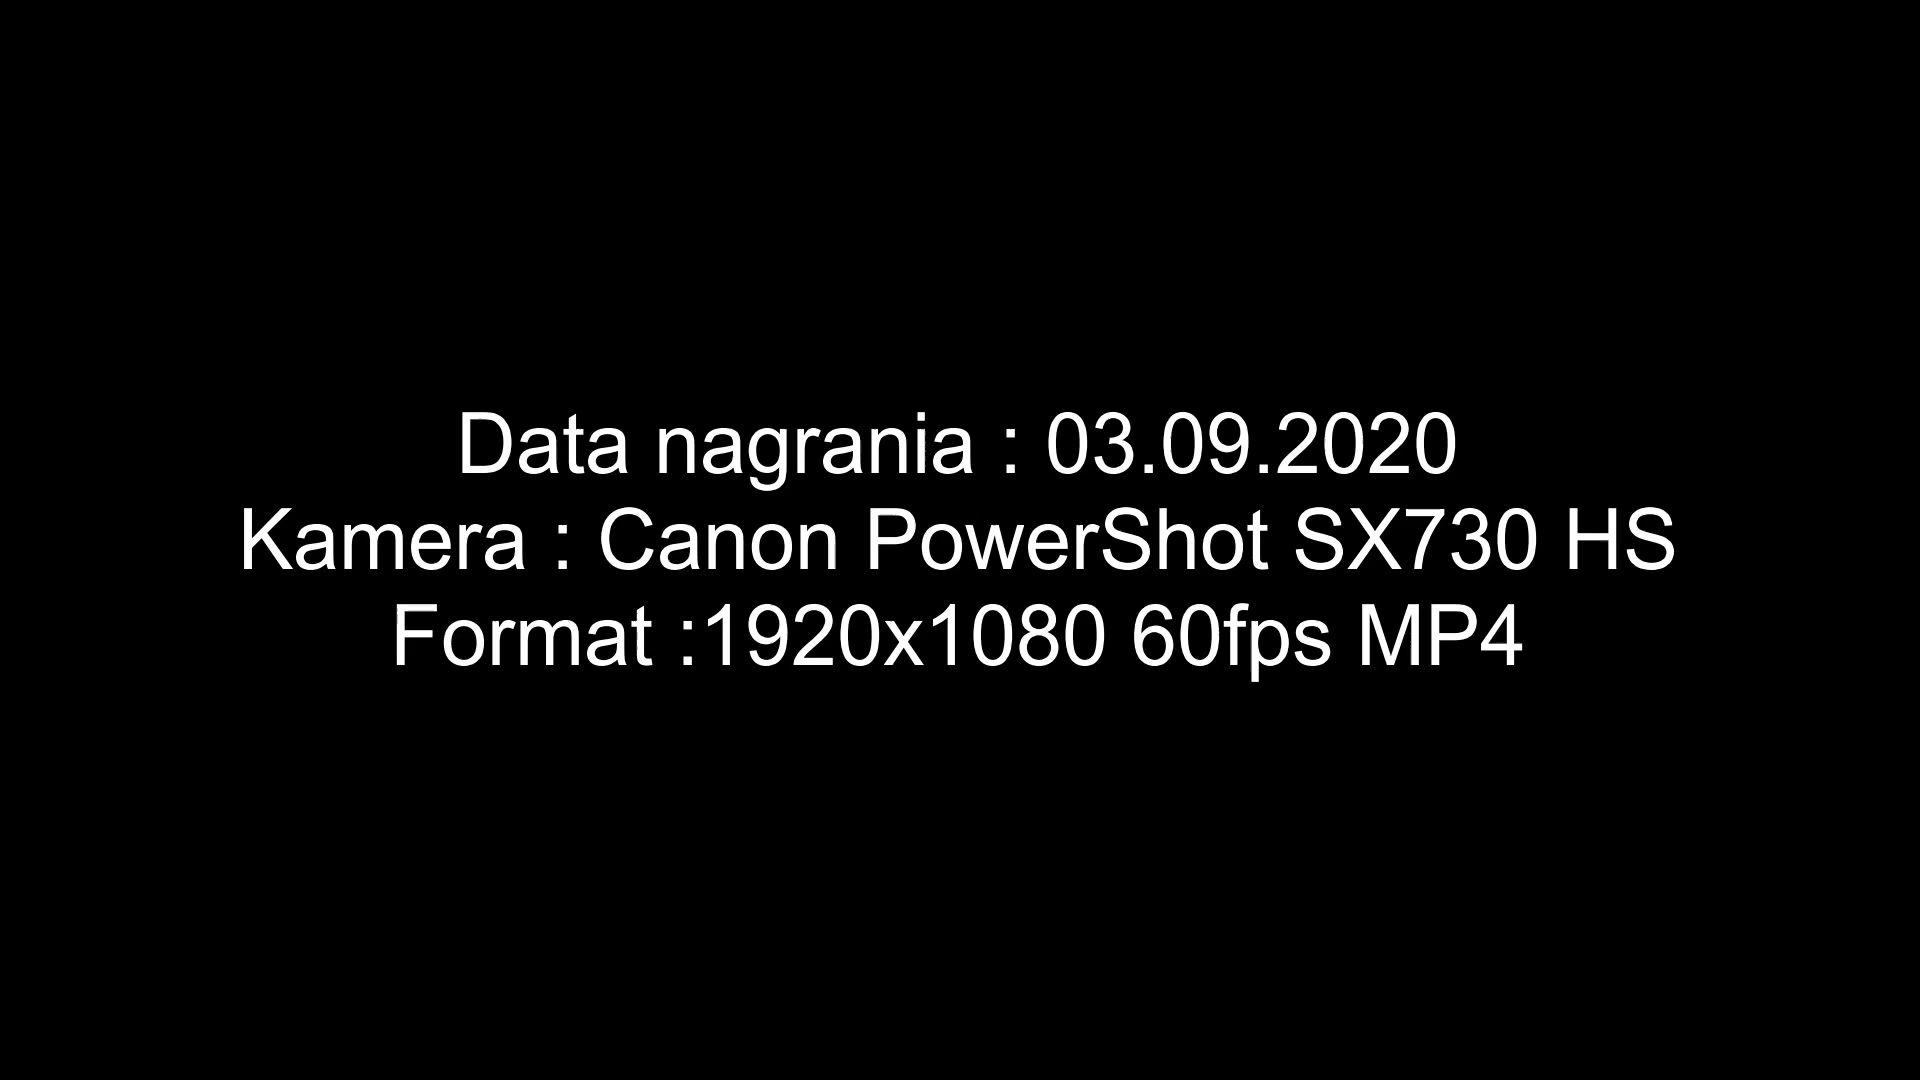 Data nagrania : 03.09.2020
Kamera : Canon PowerShot SX730 HS
Format :1920x1080 60fps MP4